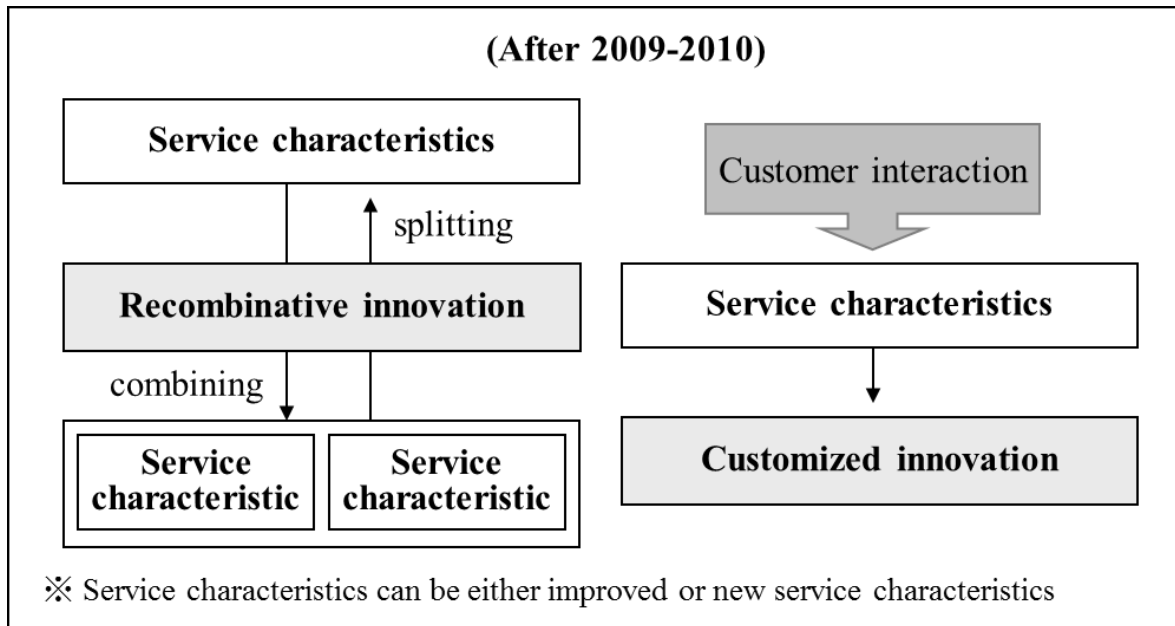 (After 2009-2010)
Service characteristics
splitting
Recombinative innovation
combining
Service
characteristic
Service
characteristic
Customer interaction
Service characteristics
Customized innovation
※ Service characteristics can be either improved or new service characteristics